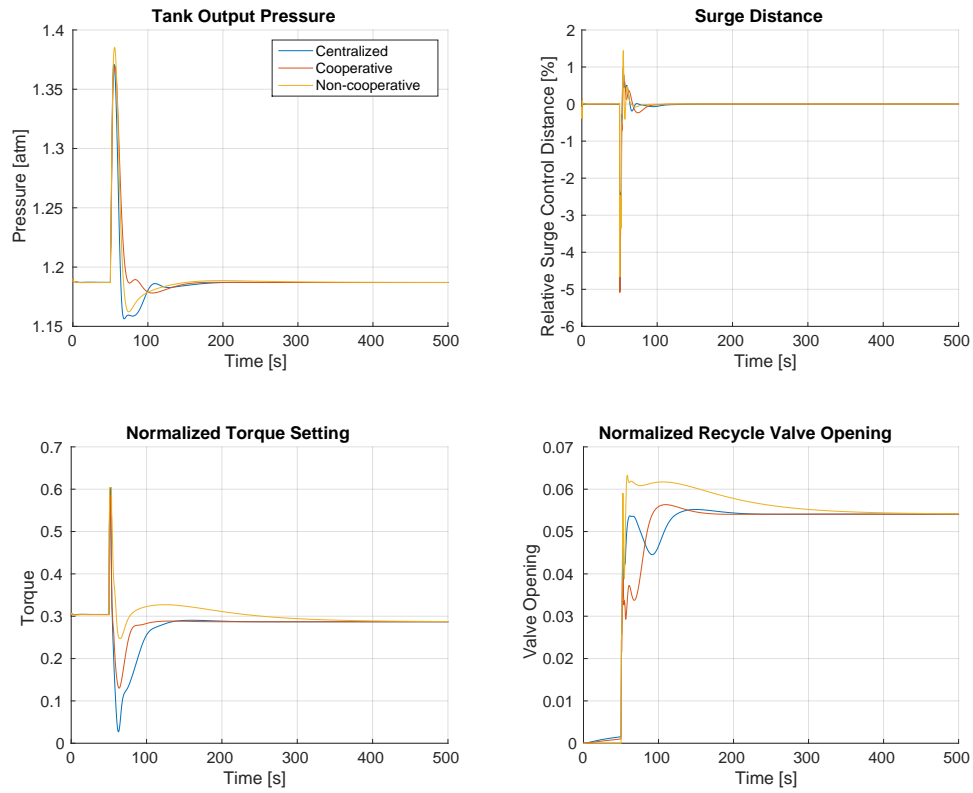 Tank Output Pressure
Pressure [atm]
1.4
1.35
1.3
1.25
1.2
1.15
0 100 200 300 400 500
Time [s]
Centralized
Cooperative
Non-cooperative
Surge Distance
Relative Surge Control Distance [%]
2
1
0
-1
-2
-3
-4
-5
-6
0 100 200 300 400 500
Time [s]
Normalized Torque Setting
Torque
0.7
0.6
0.5
0.4
0.3
0.2
0.1
0
0 100 200 300 400 500
Time [s]
Normalized Recycle Valve Opening
Valve Opening
0.07
0.06
0.05
0.04
0.03
0.02
0.01
0
0 100 200 300 400 500
Time [s]